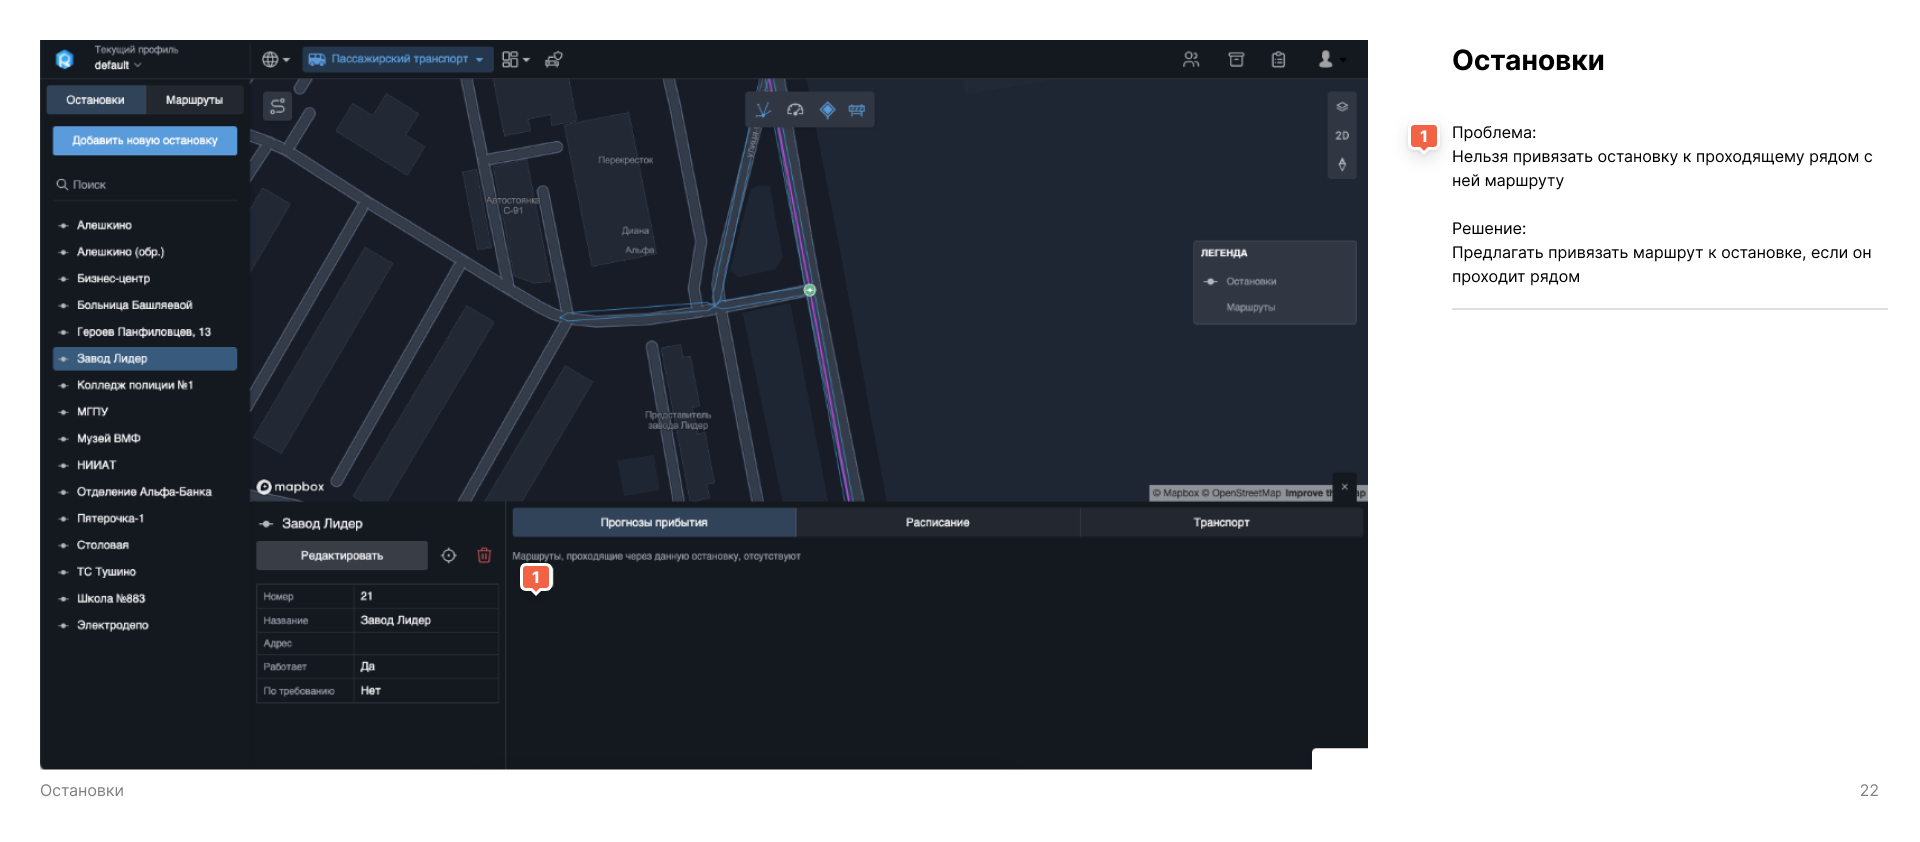 Текущий профиль
default
Пассажирский транспорт
Остановки
Маршруты
Добавить новую остановку
Поиск
Алешкино
Алешкино (обр.)
Бизнес-центр
Больница Башляевой
Героев Панфиловцев, 13
Завод Лидер
Колледж полиции №1
МГПУ
Музей ВМФ
НИИАТ
Отделение Альфа-Банка
Пятерочка-1
Столовая
ТС Тушино
Школа №883
Электродепо
Перекресток
Автостоянка
С-91
Диана
Альфа
Улица
Представитель
завода Лидер
2D
ЛЕГЕНДА
Остановки
Маршруты
mapbox
© Mapbox © OpenStreetMap Improve th
Завод Лидер
Редактировать
Номер 21
Название Завод Лидер
Адрес
Работает Да
По требованию Нет
Прогнозы прибытия
Расписание
Транспорт
Маршруты, проходящие через данную остановку, отсутствуют
1
Остановки
1
Проблема:
Нельзя привязать остановку к проходящему рядом с
ней маршруту
Решение:
Предлагать привязать маршрут к остановке, если он
проходит рядом
Остановки
22